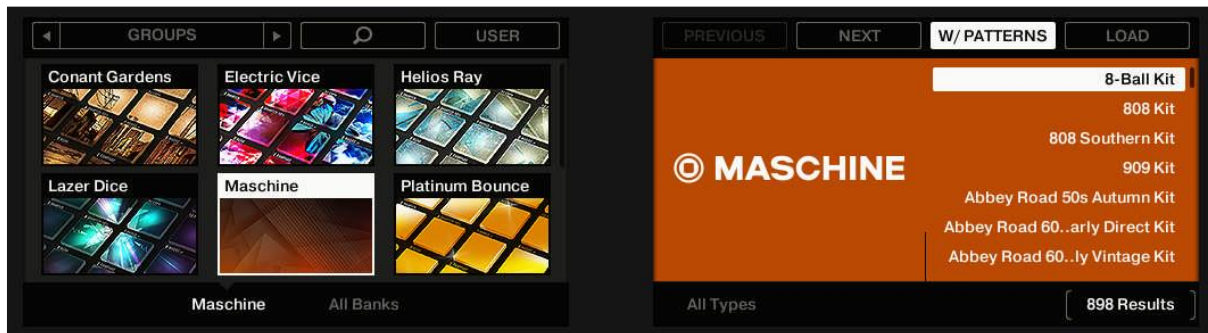 GROUPS
USER
Conant Gardens
Electric Vice
Helios Ray
Lazer Dice
Maschine
Platinum Bounce
Maschine
All Banks
PREVIOUS
NEXT
W/ PATTERNS
LOAD
MASCHINE
8-Ball Kit
808 Kit
808 Southern Kit
909 Kit
Abbey Road 50s Autumn Kit
Abbey Road 60..arly Direct Kit
Abbey Road 60..ly Vintage Kit
All Types
898 Results